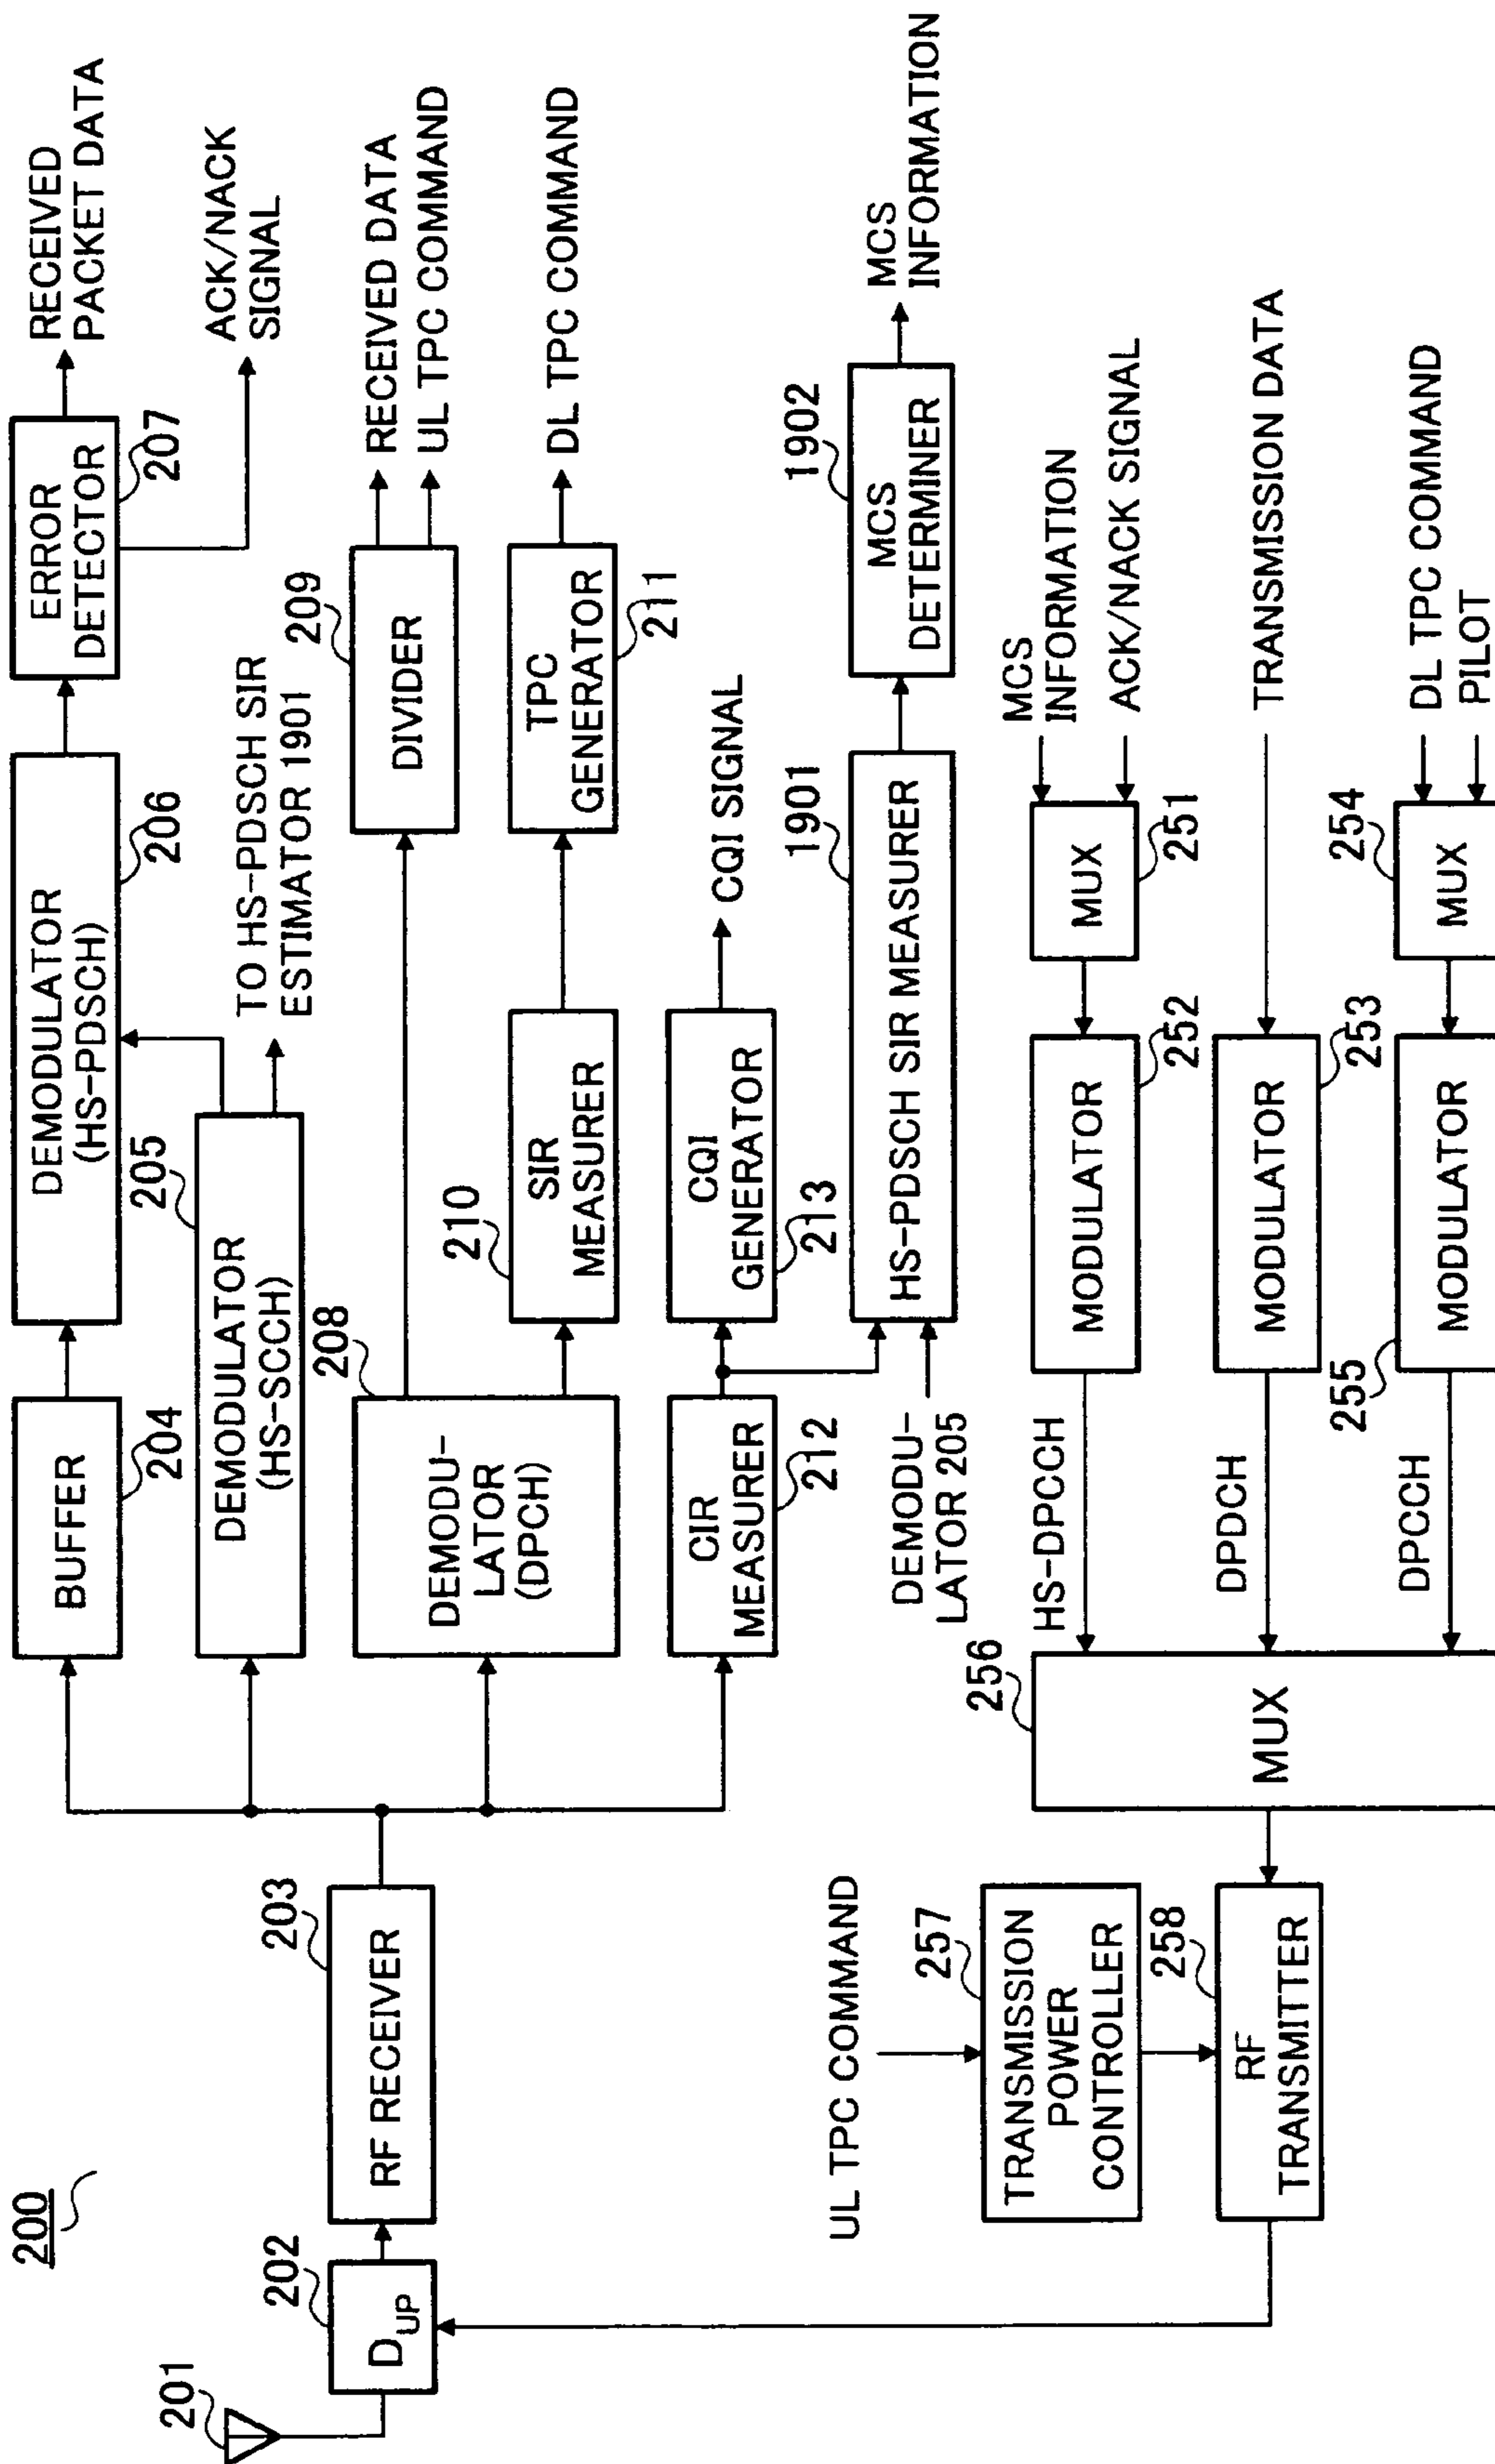 200
201
202
D UP
203
RF RECEIVER
204
BUFFER
205
DEMODULATOR
(HS-SCCH)
206
DEMODULATOR
(HS-PDSCH)
207
ERROR
DETECTOR
RECEIVED
PACKET DATA
ACK/NACK
SIGNAL
TO HS-PDSCH SIR
ESTIMATOR 1901
208
DEMODU-
LATOR
(DPCH)
209
DIVIDER
RECEIVED DATA
UL TPC COMMAND
210
SIR
MEASURER
TPC
GENERATOR
211
DL TPC COMMAND
CIR
MEASURER
212
CQI
GENERATOR
213
CQI SIGNAL
DEMODU-
LATOR 205
1901
HS-PDSCH SIR MEASURER
1902
MCS
DETERMINER
MCS
INFORMATION
MCS
INFORMATION
ACK/NACK SIGNAL
MUX
251
MODULATOR
252
HS-DPCCH
TRANSMISSION DATA
MODULATOR
253
DPDCH
DL TPC COMMAND
PILOT
254
MUX
MODULATOR
255
DPCCH
256
MUX
UL TPC COMMAND
257
TRANSMISSION
POWER
CONTROLLER
258
RF
TRANSMITTER